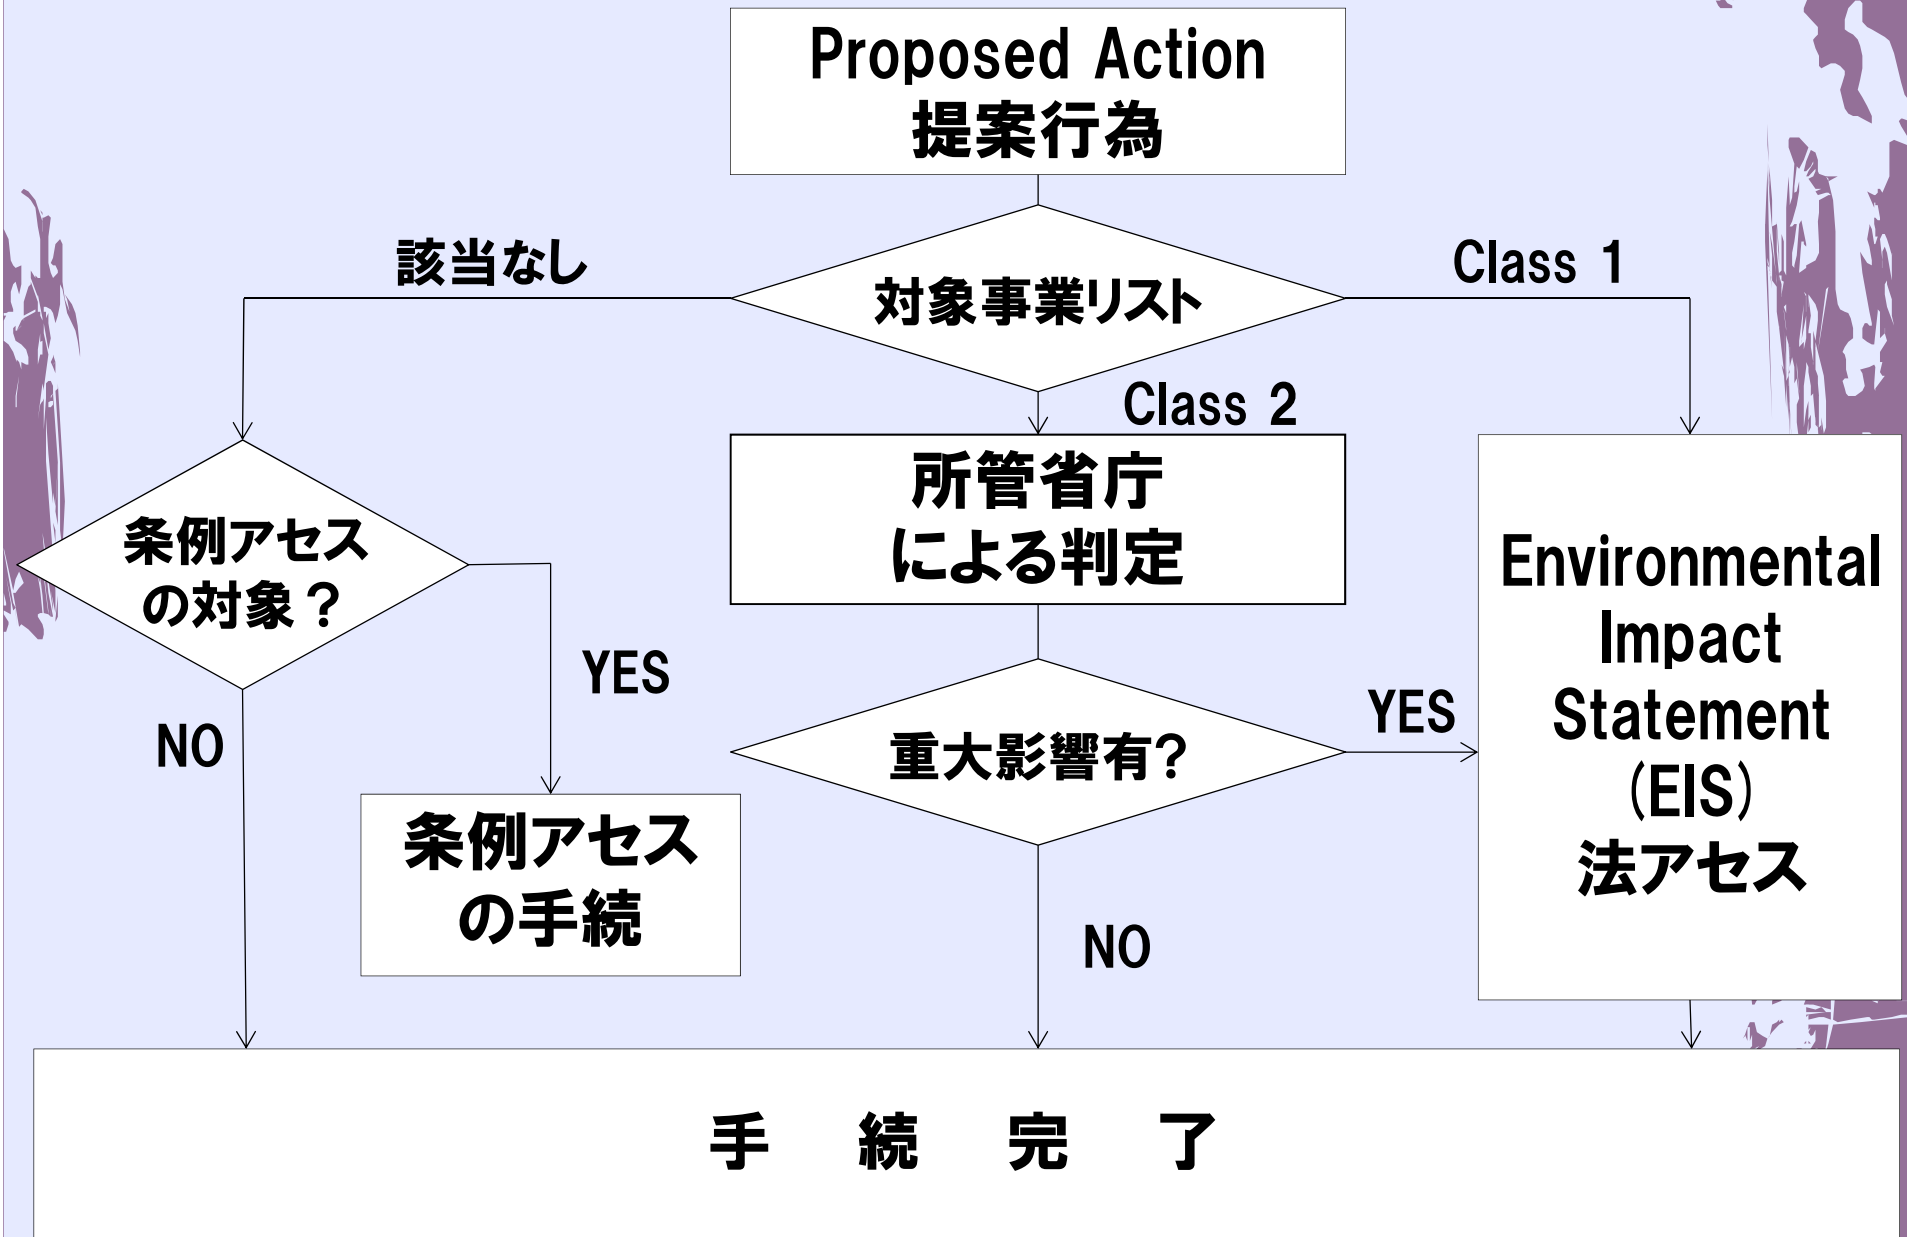 Proposed Action
提案行為
該当なし
対象事業リスト
Class 1
Class 2
所管省庁
による判定
条例アセス
の対象？
YES
NO
条例アセス
の手続
重大影響有?
YES
NO
Environmental
Impact
Statement
(EIS)
法アセス
手 続 完 了